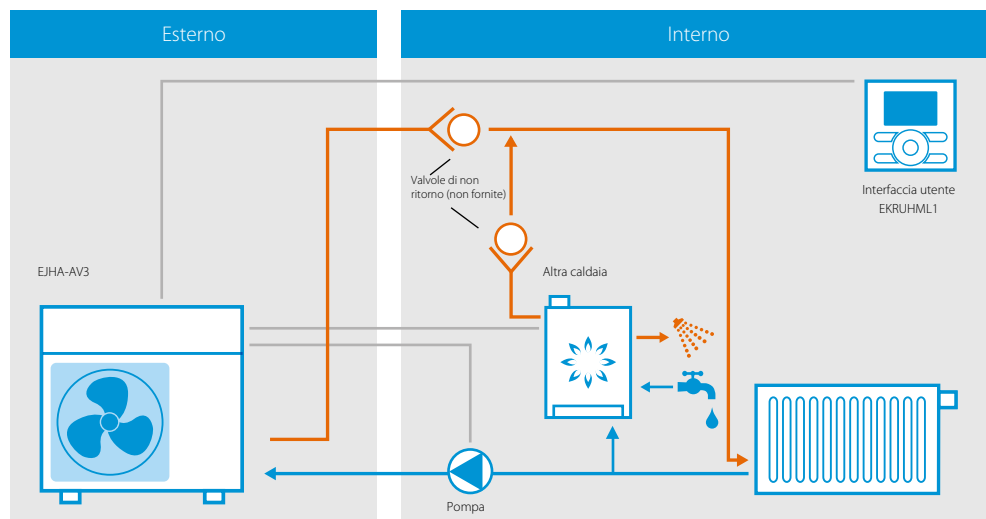 Esterno
Interno
Valvole di non
ritorno (non fornite)
Interfaccia utente
EKRUHML1
EJHA-AV3
Altra caldaia
Pompa